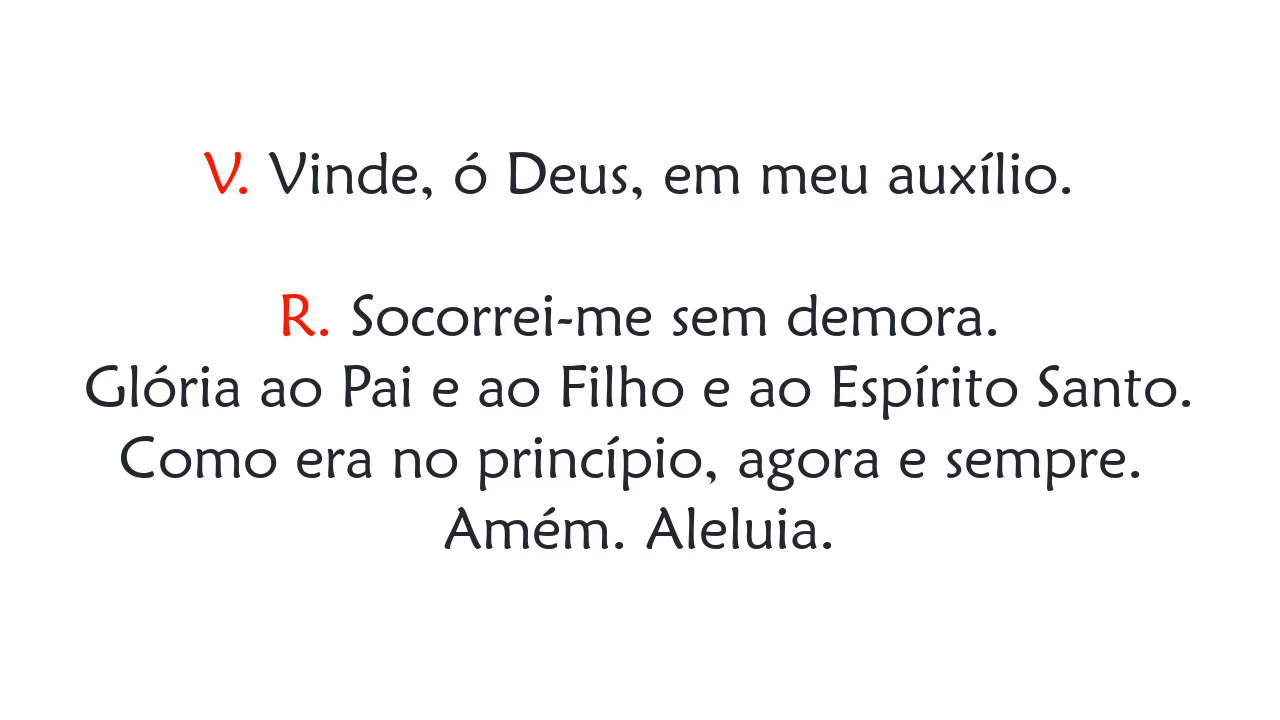 V. Vinde, ó Deus, em meu auxílio.
R. Socorrei-me sem demora.
Glória ao Pai e ao Filho e ao Espírito Santo.
Como era no princípio, agora e sempre.
Amém. Aleluia.